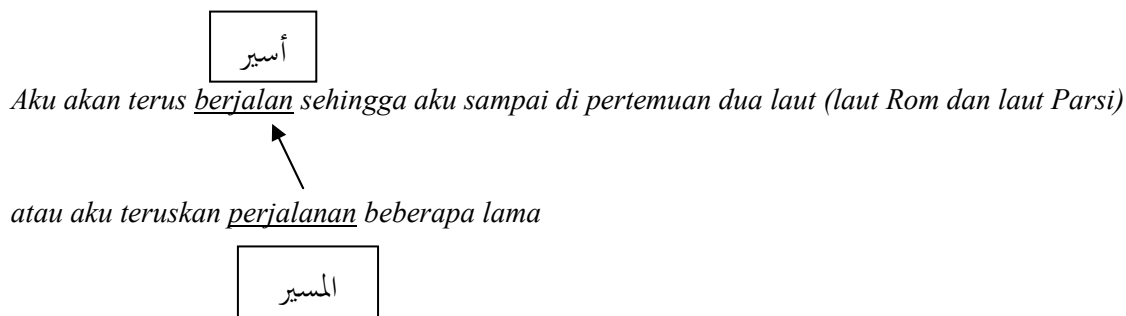 أسير
Aku akan terus berjalan sehingga aku sampai di pertemuan dua laut (laut Rom dan laut Parsi)
atau aku teruskan perjalanan beberapa lama
المسير